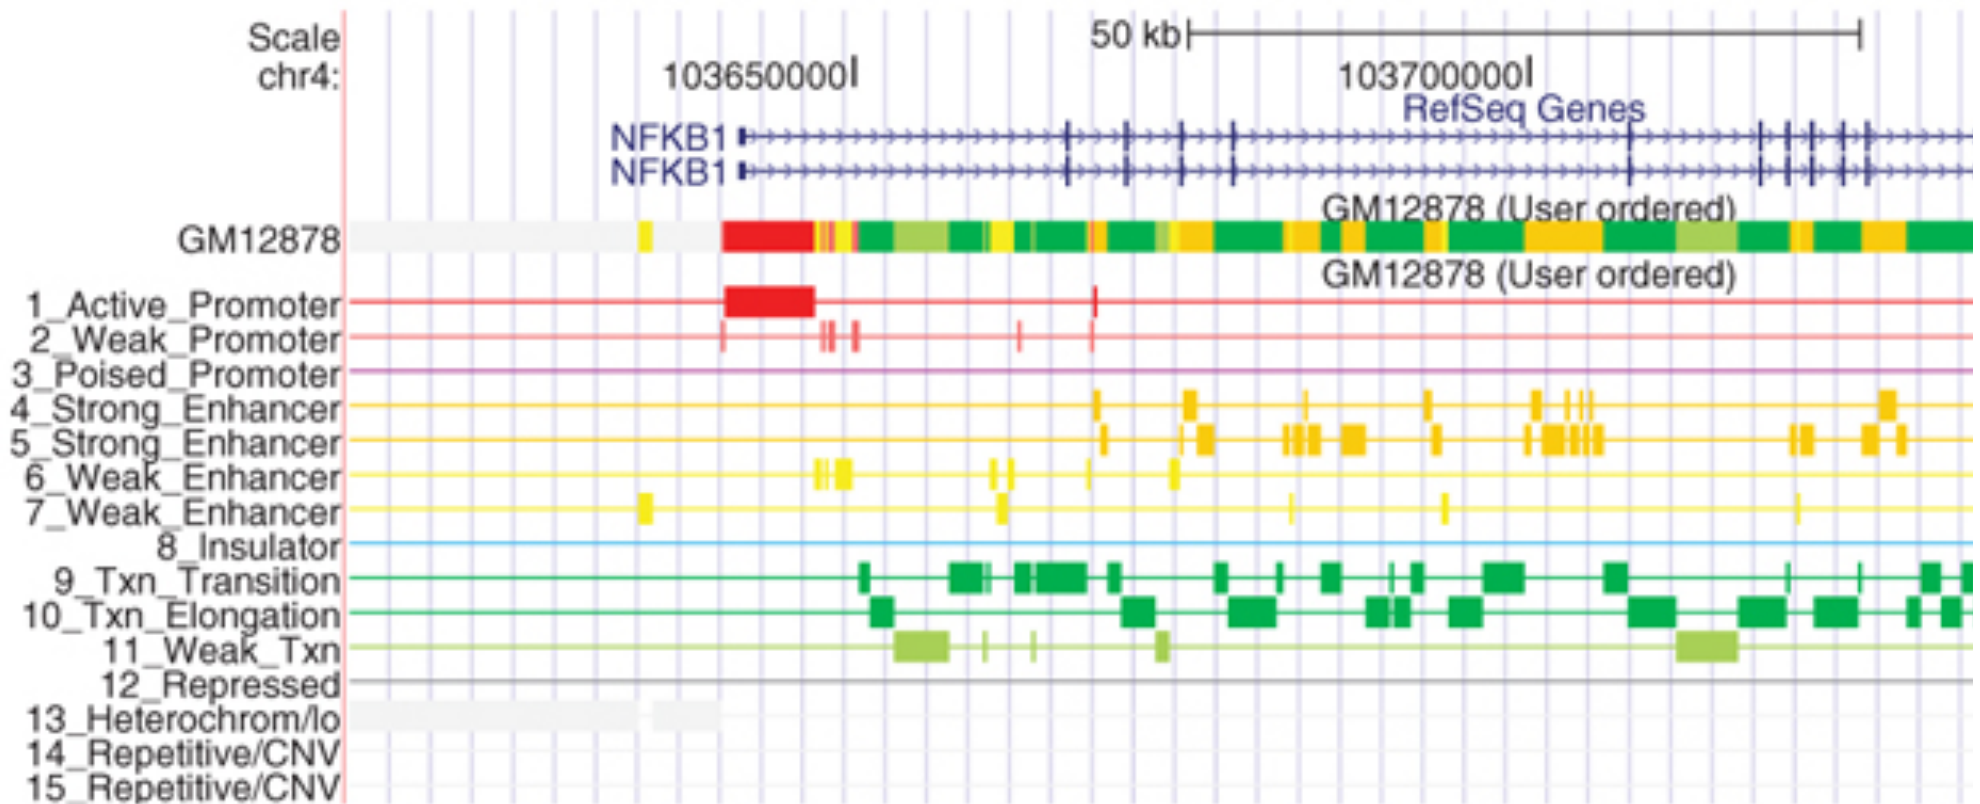 Scale 50 kb
chr4: 103650000 103700000
RefSeq Genes
NFKB1
NFKB1
GM12878 (User ordered)
GM12878
GM12878 (User ordered)
1_Active_Promoter
2_Weak_Promoter
3_Poised_Promoter
4_Strong_Enhancer
5_Strong_Enhancer
6_Weak_Enhancer
7_Weak_Enhancer
8_Insulator
9_Txn_Transition
10_Txn_Elongation
11_Weak_Txn
12_Repressed
13_Heterochrom/lo
14_Repetitive/CNV
15_Repetitive/CNV